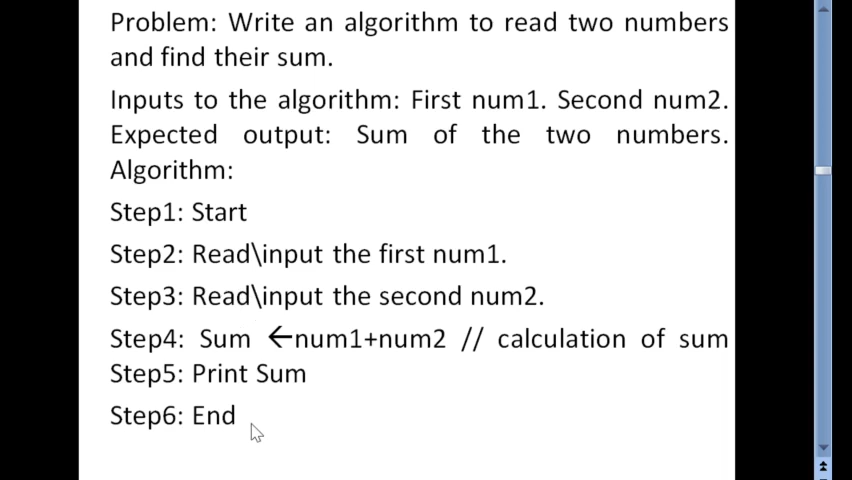 Problem: Write an algorithm to read two numbers
and find their sum.
Inputs to the algorithm: First num1. Second num2.
Expected output: Sum of the two numbers.
Algorithm:
Step1: Start
Step2: Read\input the first num1.
Step3: Read\input the second num2.
Step4: Sum ←num1+num2 // calculation of sum
Step5: Print Sum
Step6: End